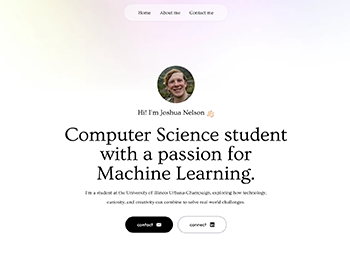 Home About me Contact me
Hi! I'm Joshua Nelson 👋🏻
Computer Science student
with a passion for
Machine Learning.
I'm a student at the University of Illinois Urbana-Champaign, exploring how technology,
curiosity, and creativity can combine to solve real-world challenges.
contact connect